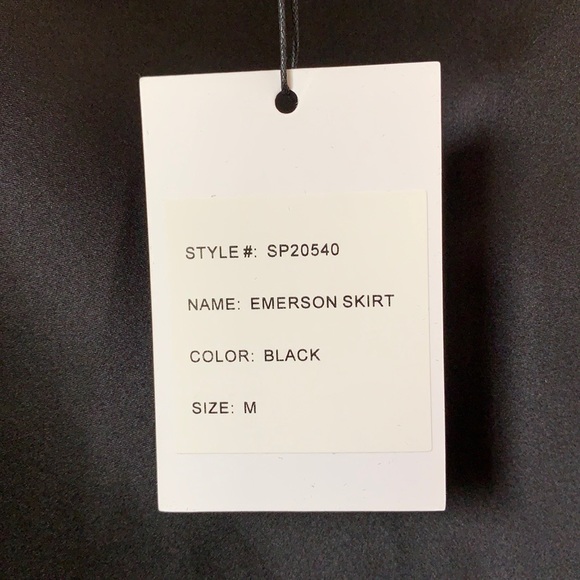 STYLE#: SP20540
NAME: EMERSON SKIRT
COLOR: BLACK
SIZE: M